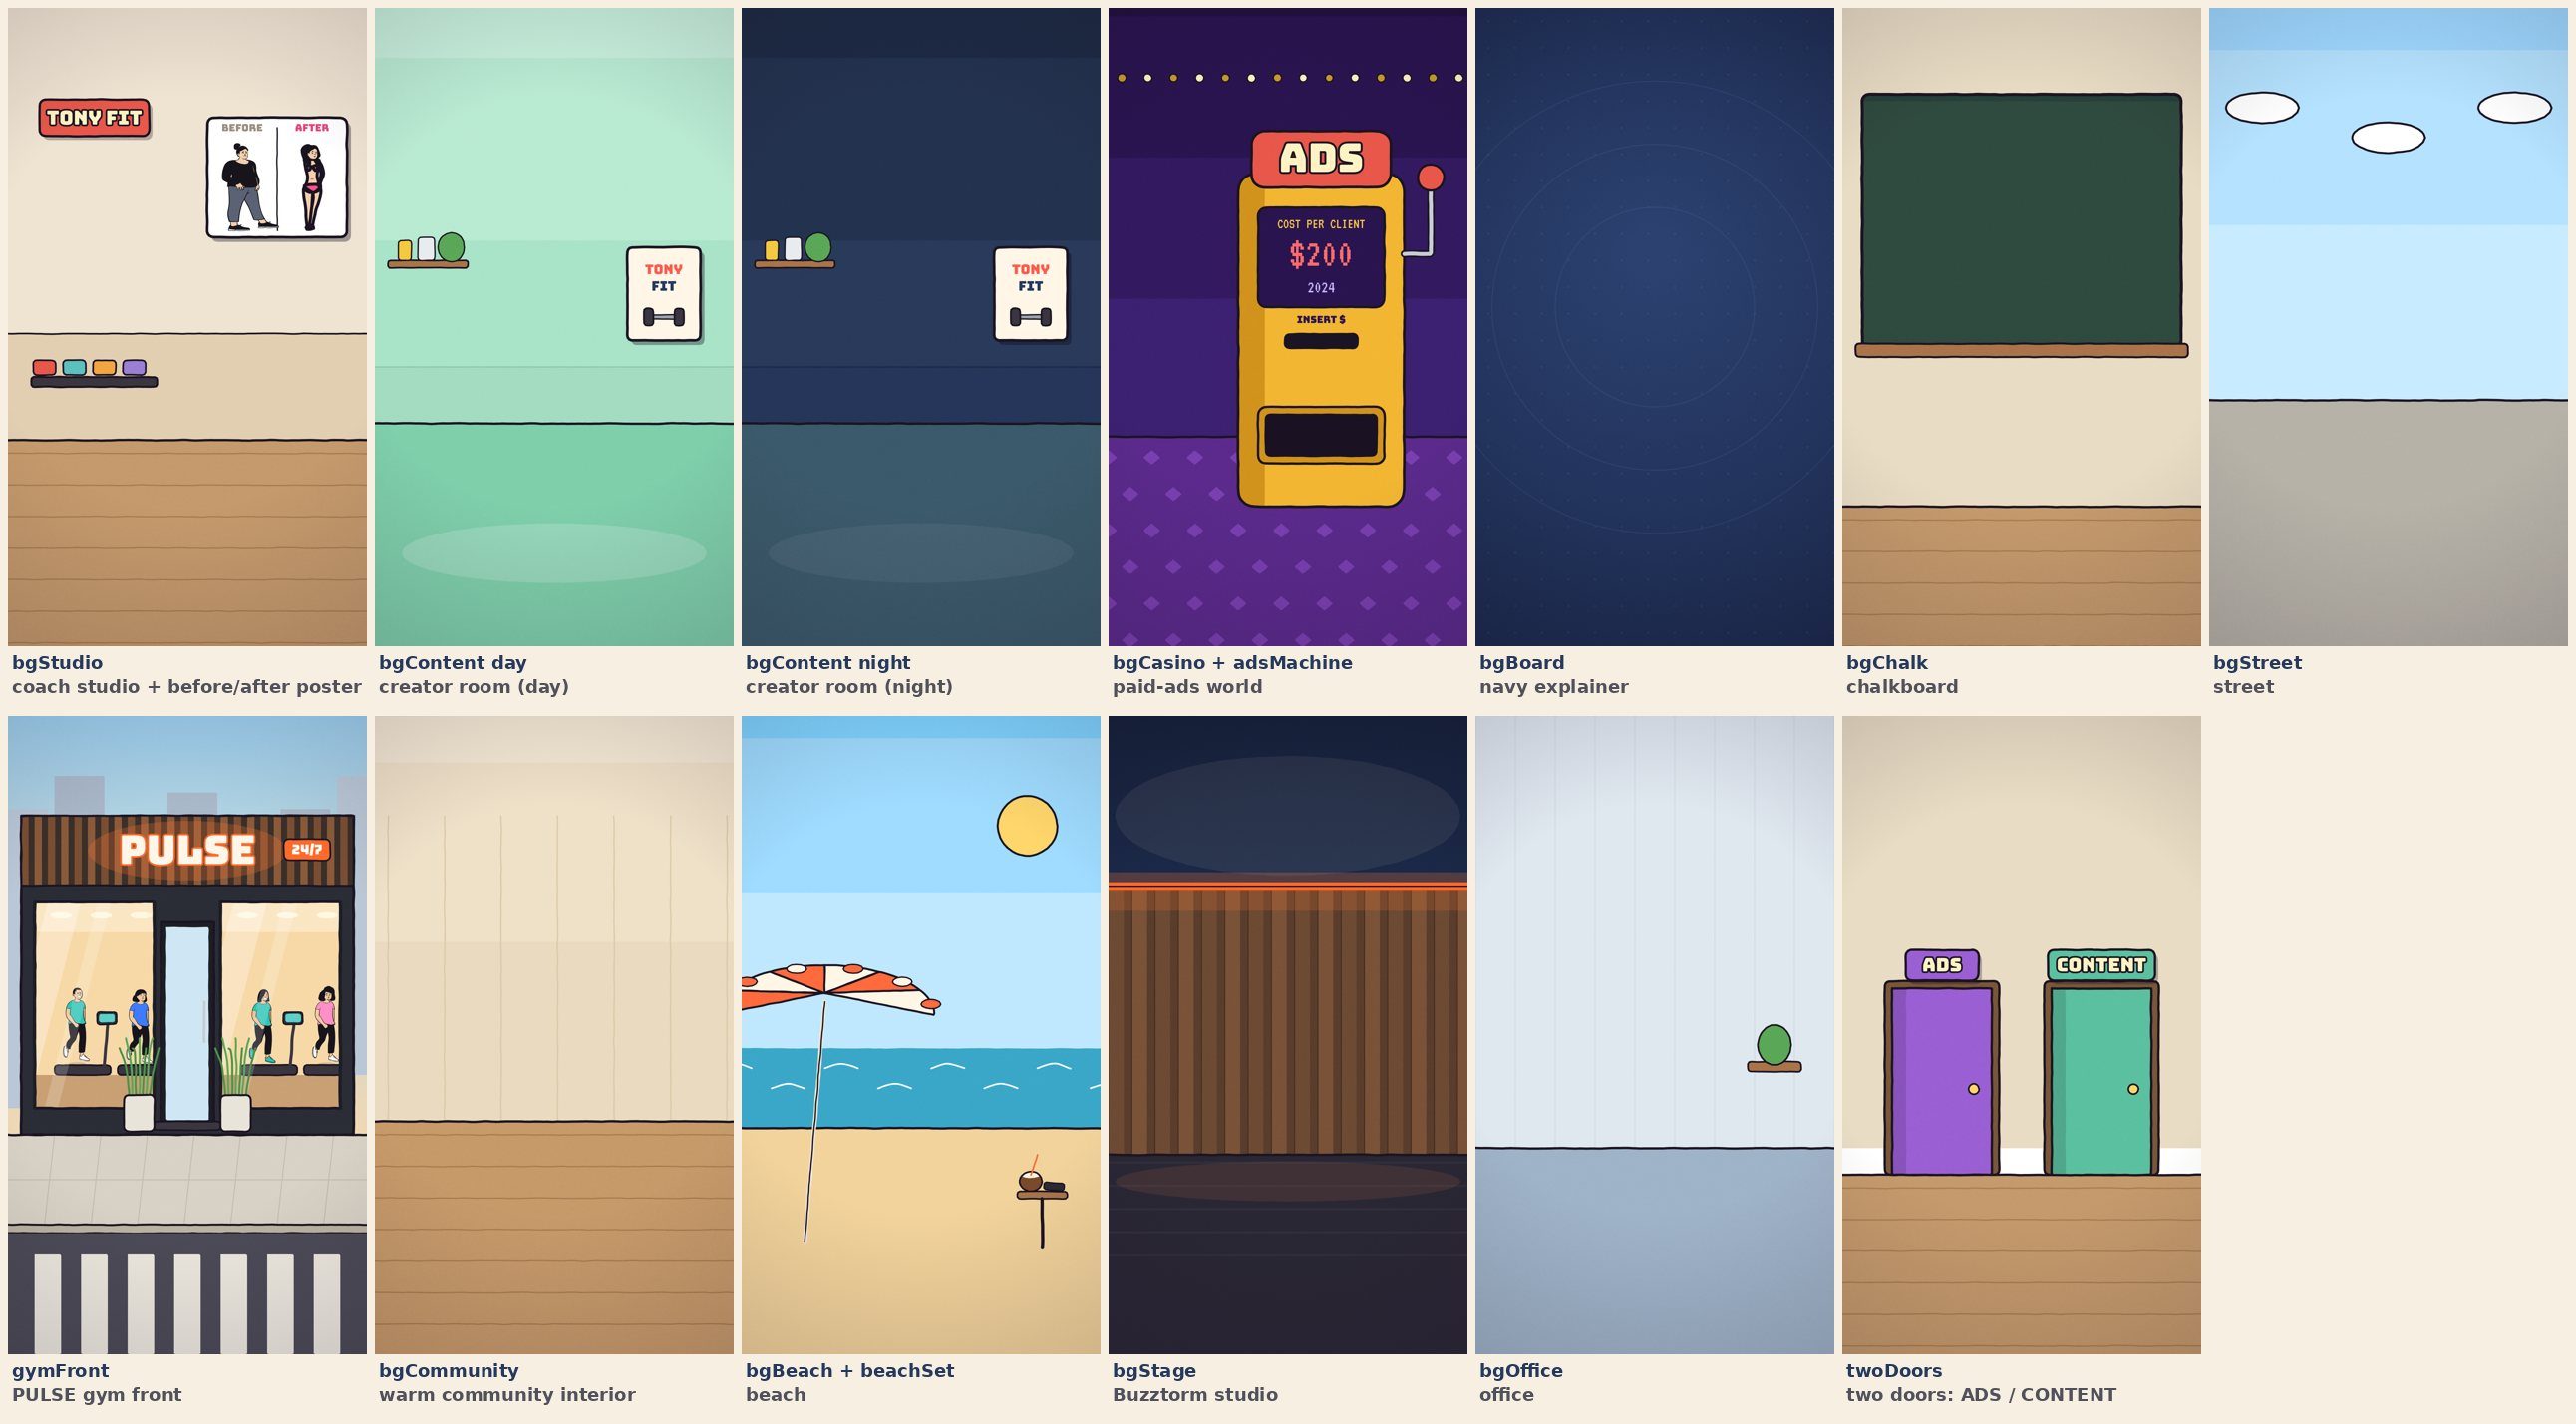 TONY FIT
BEFORE
AFTER
bgStudio
coach studio + before/after poster
TONY
FIT
bgContent day
creator room (day)
TONY
FIT
bgContent night
creator room (night)
ADS
COST PER CLIENT
$200
2024
INSERT $
bgCasino + adsMachine
paid-ads world
bgBoard
navy explainer
bgChalk
chalkboard
bgStreet
street
PULSE
24/7
gymFront
PULSE gym front
bgCommunity
warm community interior
bgBeach + beachSet
beach
bgStage
Buzztorm studio
bgOffice
office
ADS
CONTENT
twoDoors
two doors: ADS / CONTENT